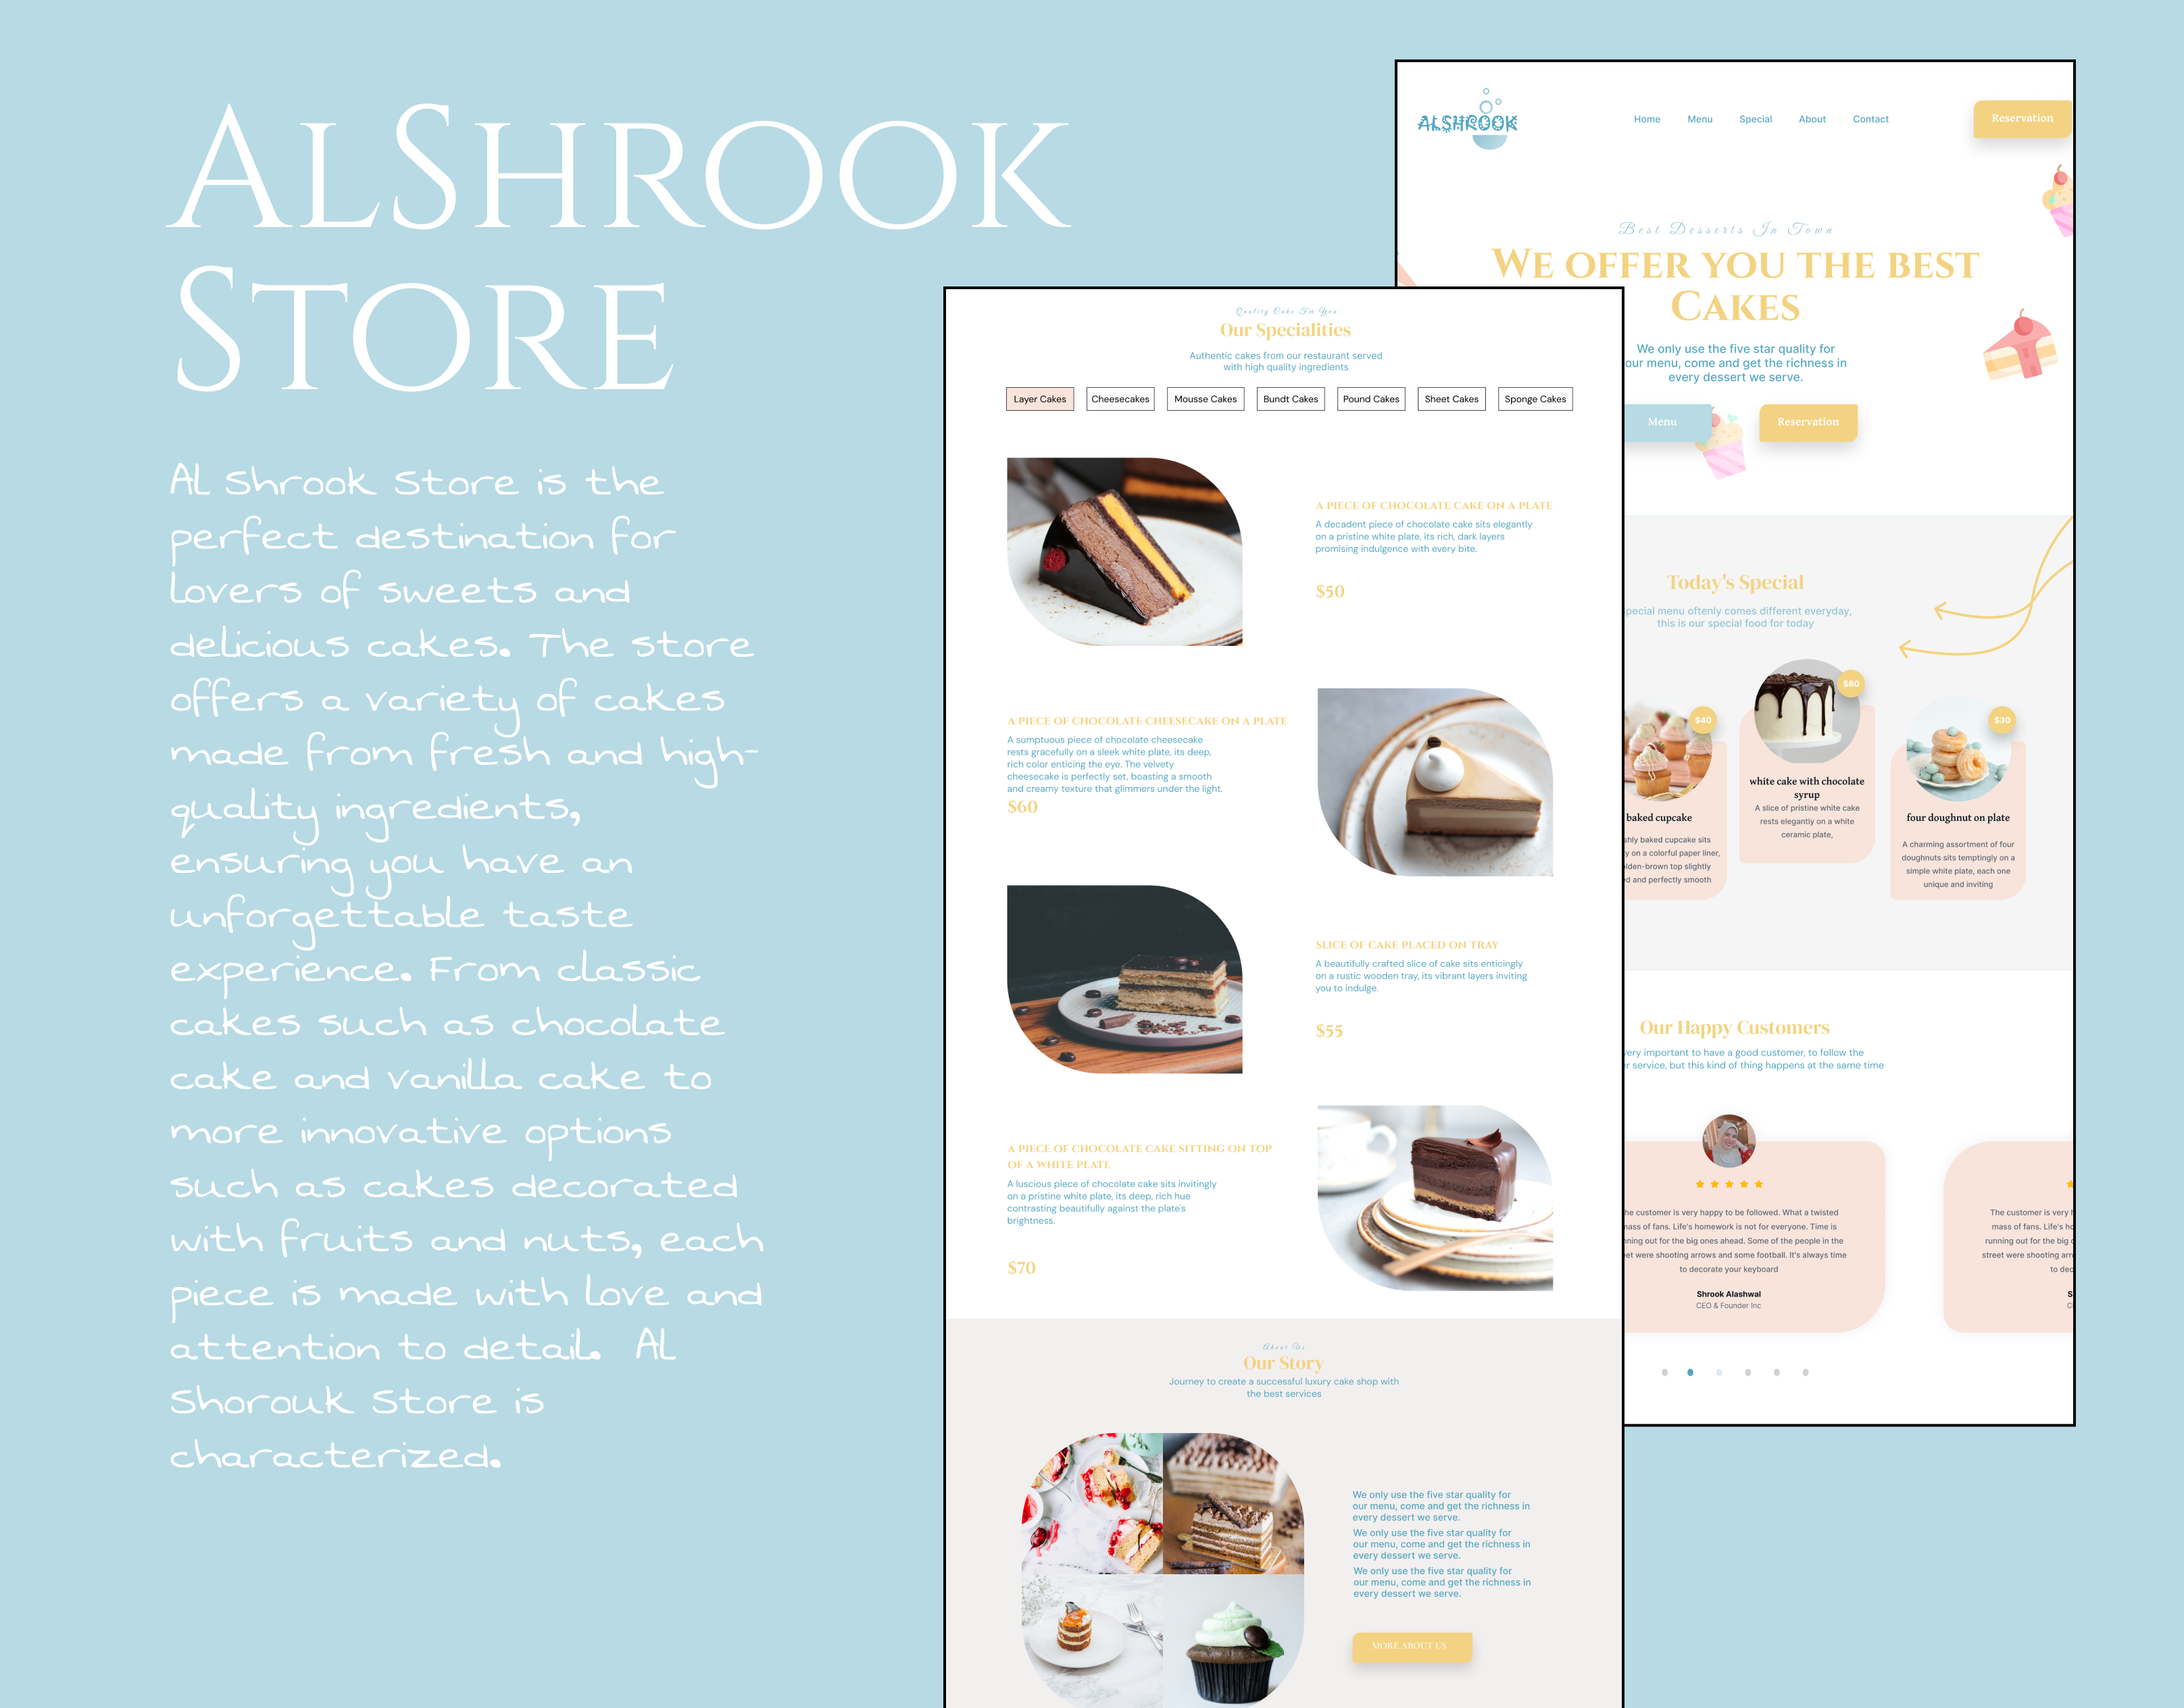 ALSHROOK
STORE
Al Shrook Store is the
perfect destination for
lovers of sweets and
delicious cakes. The store
offers a variety of cakes
made from fresh and high-
quality ingredients,
ensuring you have an
unforgettable taste
experience. From classic
cakes such as chocolate
cake and vanilla cake to
more innovative options
such as cakes decorated
with fruits and nuts, each
piece is made with love and
attention to detail. Al
Shorouk Store is
characterized.
Quality Cake For You
Our Specialities
Authentic cakes from our restaurant served
with high quality ingredients
Layer Cakes Cheesecakes Mousse Cakes Bundt Cakes Pound Cakes Sheet Cakes Sponge Cakes
A PIECE OF CHOCOLATE CAKE ON A PLATE
A decadent piece of chocolate cake sits elegantly
on a pristine white plate, its rich, dark layers
promising indulgence with every bite.
$50
A PIECE OF CHOCOLATE CHEESECAKE ON A PLATE
A sumptuous piece of chocolate cheesecake
rests gracefully on a sleek white plate, its deep,
rich color enticing the eye. The velvety
cheesecake is perfectly set, boasting a smooth
and creamy texture that glimmers under the light.
$60
SLICE OF CAKE PLACED ON TRAY
A beautifully crafted slice of cake sits enticingly
on a rustic wooden tray, its vibrant layers inviting
you to indulge.
$55
A PIECE OF CHOCOLATE CAKE SITTING ON TOP
OF A WHITE PLATE
A luscious piece of chocolate cake sits invitingly
on a pristine white plate, its deep, rich hue
contrasting beautifully against the plate's
brightness.
$70
About Us
Our Story
Journey to create a successful luxury cake shop with
the best services
We only use the five star quality for
our menu, come and get the richness in
every dessert we serve.
We only use the five star quality for
our menu, come and get the richness in
every dessert we serve.
We only use the five star quality for
our menu, come and get the richness in
every dessert we serve.
MORE ABOUT US
ALSHROOK
Home Menu Special About Contact
Reservation
Best Desserts In Town
WE OFFER YOU THE BEST
CAKES
We only use the five star quality for
our menu, come and get the richness in
every dessert we serve.
Menu
Reservation
Today's Special
pecial menu oftenly comes different everyday,
this is our special food for today
$40
baked cupcake
shly baked cupcake sits
y on a colorful paper liner,
lden-brown top slightly
d and perfectly smooth
$80
white cake with chocolate
syrup
A slice of pristine white cake
rests elegantly on a white
ceramic plate,
$30
four doughnut on plate
A charming assortment of four
doughnuts sits temptingly on a
simple white plate, each one
unique and inviting
Our Happy Customers
very important to have a good customer, to follow the
r service, but this kind of thing happens at the same time
he customer is very happy to be followed. What a twisted
mass of fans. Life's homework is not for everyone. Time is
nning out for the big ones ahead. Some of the people in the
et were shooting arrows and some football. It's always time
to decorate your keyboard
Shrook Alashwal
CEO & Founder Inc
The customer is very
mass of fans. Life's ho
running out for the big
street were shooting arr
to dec
S